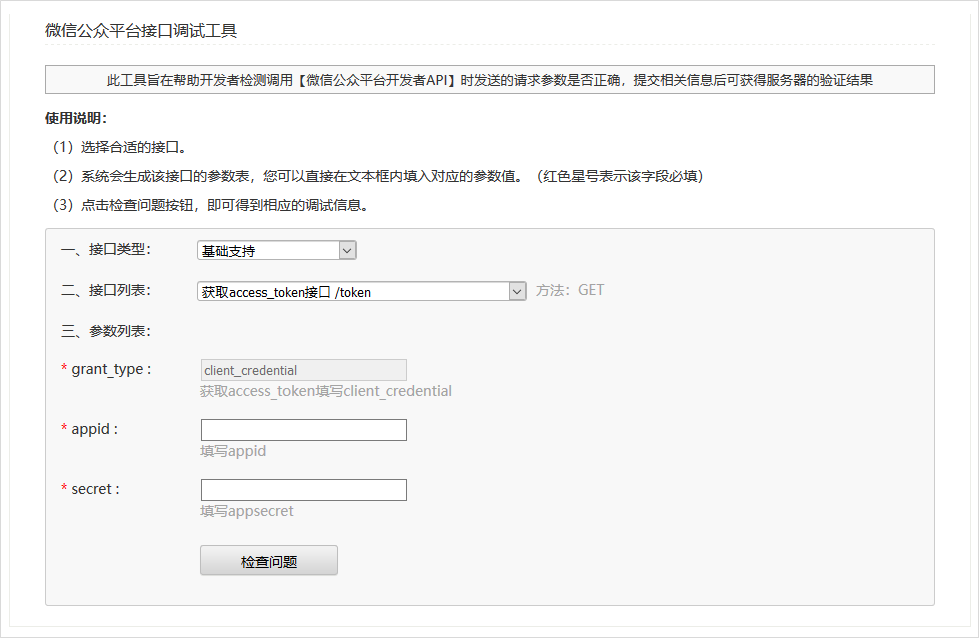 微信公众平台接口调试工具
此工具旨在帮助开发者检测调用【微信公众平台开发者API】时发送的请求参数是否正确，提交相关信息后可获得服务器的验证结果
使用说明：
（1）选择合适的接口。
（2）系统会生成该接口的参数表，您可以直接在文本框内填入对应的参数值。（红色星号表示该字段必填）
（3）点击检查问题按钮，即可得到相应的调试信息。
一、接口类型： 基础支持
二、接口列表： 获取access_token接口 /token 方法：GET
三、参数列表：
* grant_type : client_credential
获取access_token填写client_credential
* appid :
填写appid
* secret :
填写appsecret
检查问题